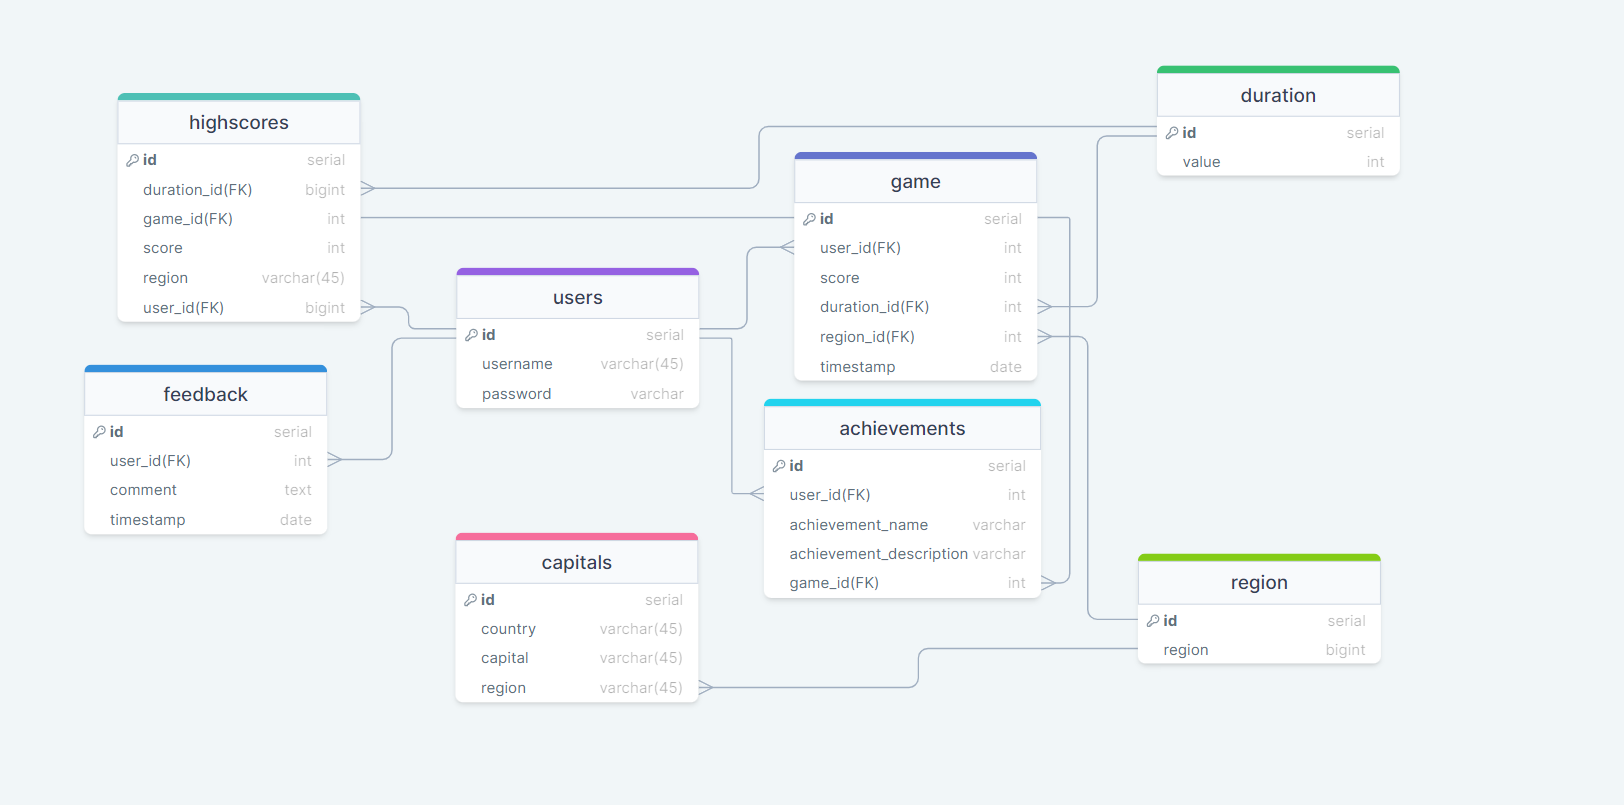 highscores
id serial
duration_id(FK) bigint
game_id(FK) int
score int
region varchar(45)
user_id(FK) bigint
feedback
id serial
user_id(FK) int
comment text
timestamp date
users
id serial
username varchar(45)
password varchar
capitals
id serial
country varchar(45)
capital varchar(45)
region varchar(45)
game
id serial
user_id(FK) int
score int
duration_id(FK) int
region_id(FK) int
timestamp date
achievements
id serial
user_id(FK) int
achievement_name varchar
achievement_description varchar
game_id(FK) int
duration
id serial
value int
region
id serial
region bigint